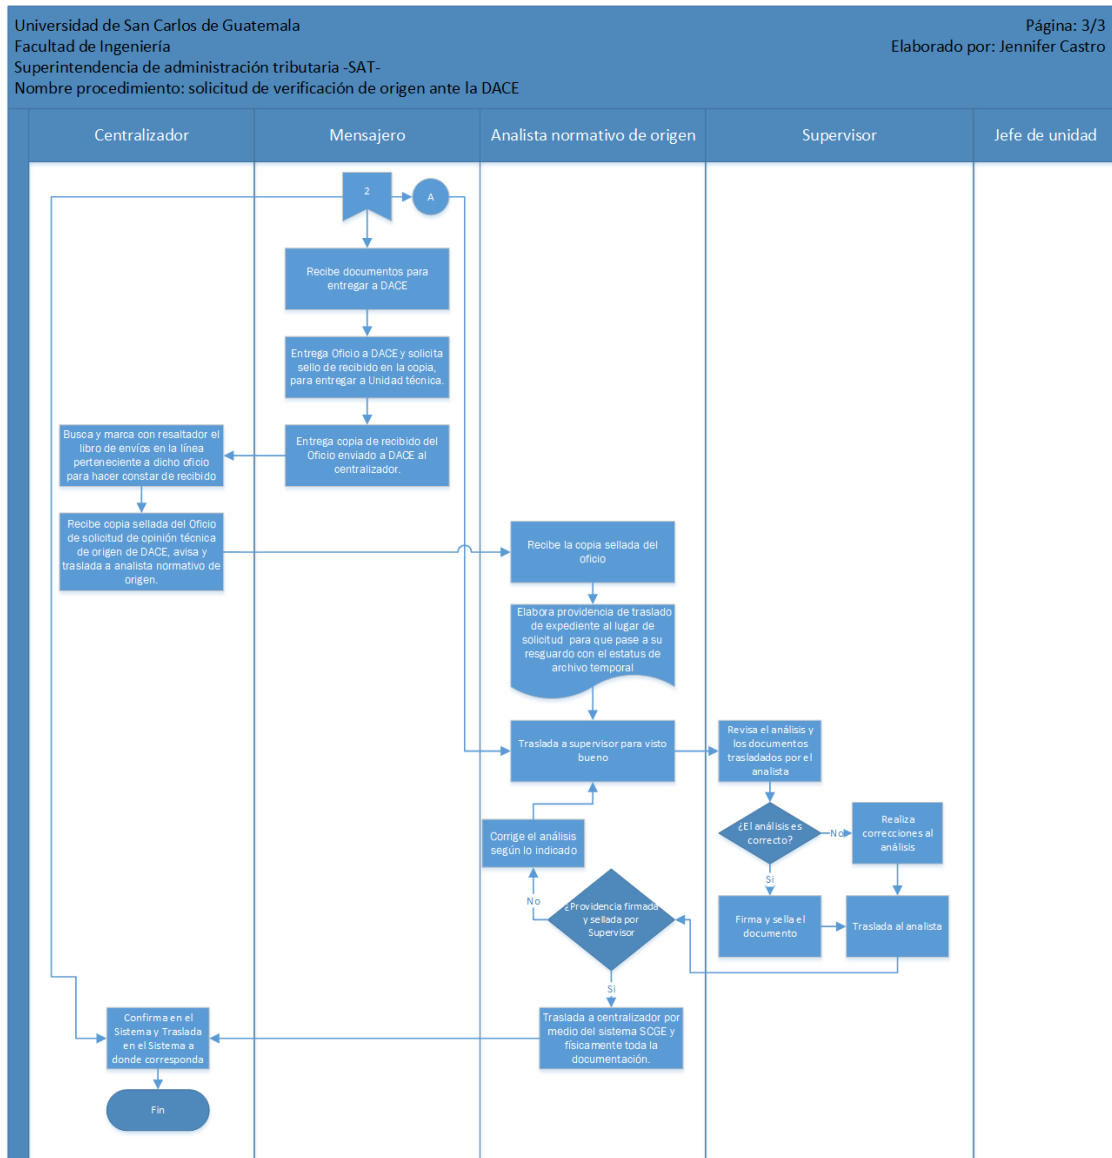 Universidad de San Carlos de Guatemala
Página: 3/3
Facultad de Ingeniería
Elaborado por: Jennifer Castro
Superintendencia de administración tributaria -SAT-
Nombre procedimiento: solicitud de verificación de origen ante la DACE
Centralizador
Mensajero
Analista normativo de origen
Supervisor
Jefe de unidad
2
A
Recibe documentos para
entregar a DACE
Entrega Oficio a DACE y solicita
sello de recibido en la copia,
para entregar a Unidad técnica.
Entrega copia de recibido del
Oficio enviado a DACE al
centralizador.
Busca y marca con resaltador el
libro de envíos en la línea
perteneciente a dicho oficio
para hacer constar de recibido
Recibe copia sellada del Oficio
de solicitud de opinión técnica
de origen de DACE, avisa y
traslada a analista normativo de
origen.
Recibe la copia sellada del
oficio
Elabora providencia de traslado
de expediente al lugar de
solicitud para que pase a su
resguardo con el estatus de
archivo temporal
Traslada a supervisor para visto
bueno
Revisa el análisis y
los documentos
trasladados por el
analista
¿El análisis es
correcto?
No
Realiza
correcciones al
análisis
Si
Firma y sella el
documento
Traslada al analista
Corrige el análisis
según lo indicado
No
¿Providencia firmada
y sellada por
Supervisor
Si
Traslada a centralizador por
medio del sistema SCGE y
físicamente toda la
documentación.
Confirma en el
Sistema y Traslada
en el Sistema a
donde corresponda
Fin